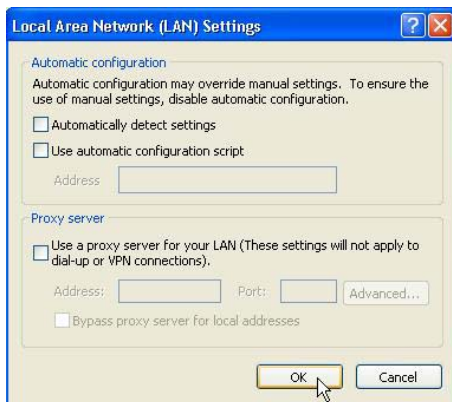 Local Area Network (LAN) Settings
Automatic configuration
Automatic configuration may override manual settings. To ensure the
use of manual settings, disable automatic configuration.
Automatically detect settings
Use automatic configuration script
Address
Proxy server
Use a proxy server for your LAN (These settings will not apply to
dial-up or VPN connections).
Address: Port: Advanced...
Bypass proxy server for local addresses
OK Cancel